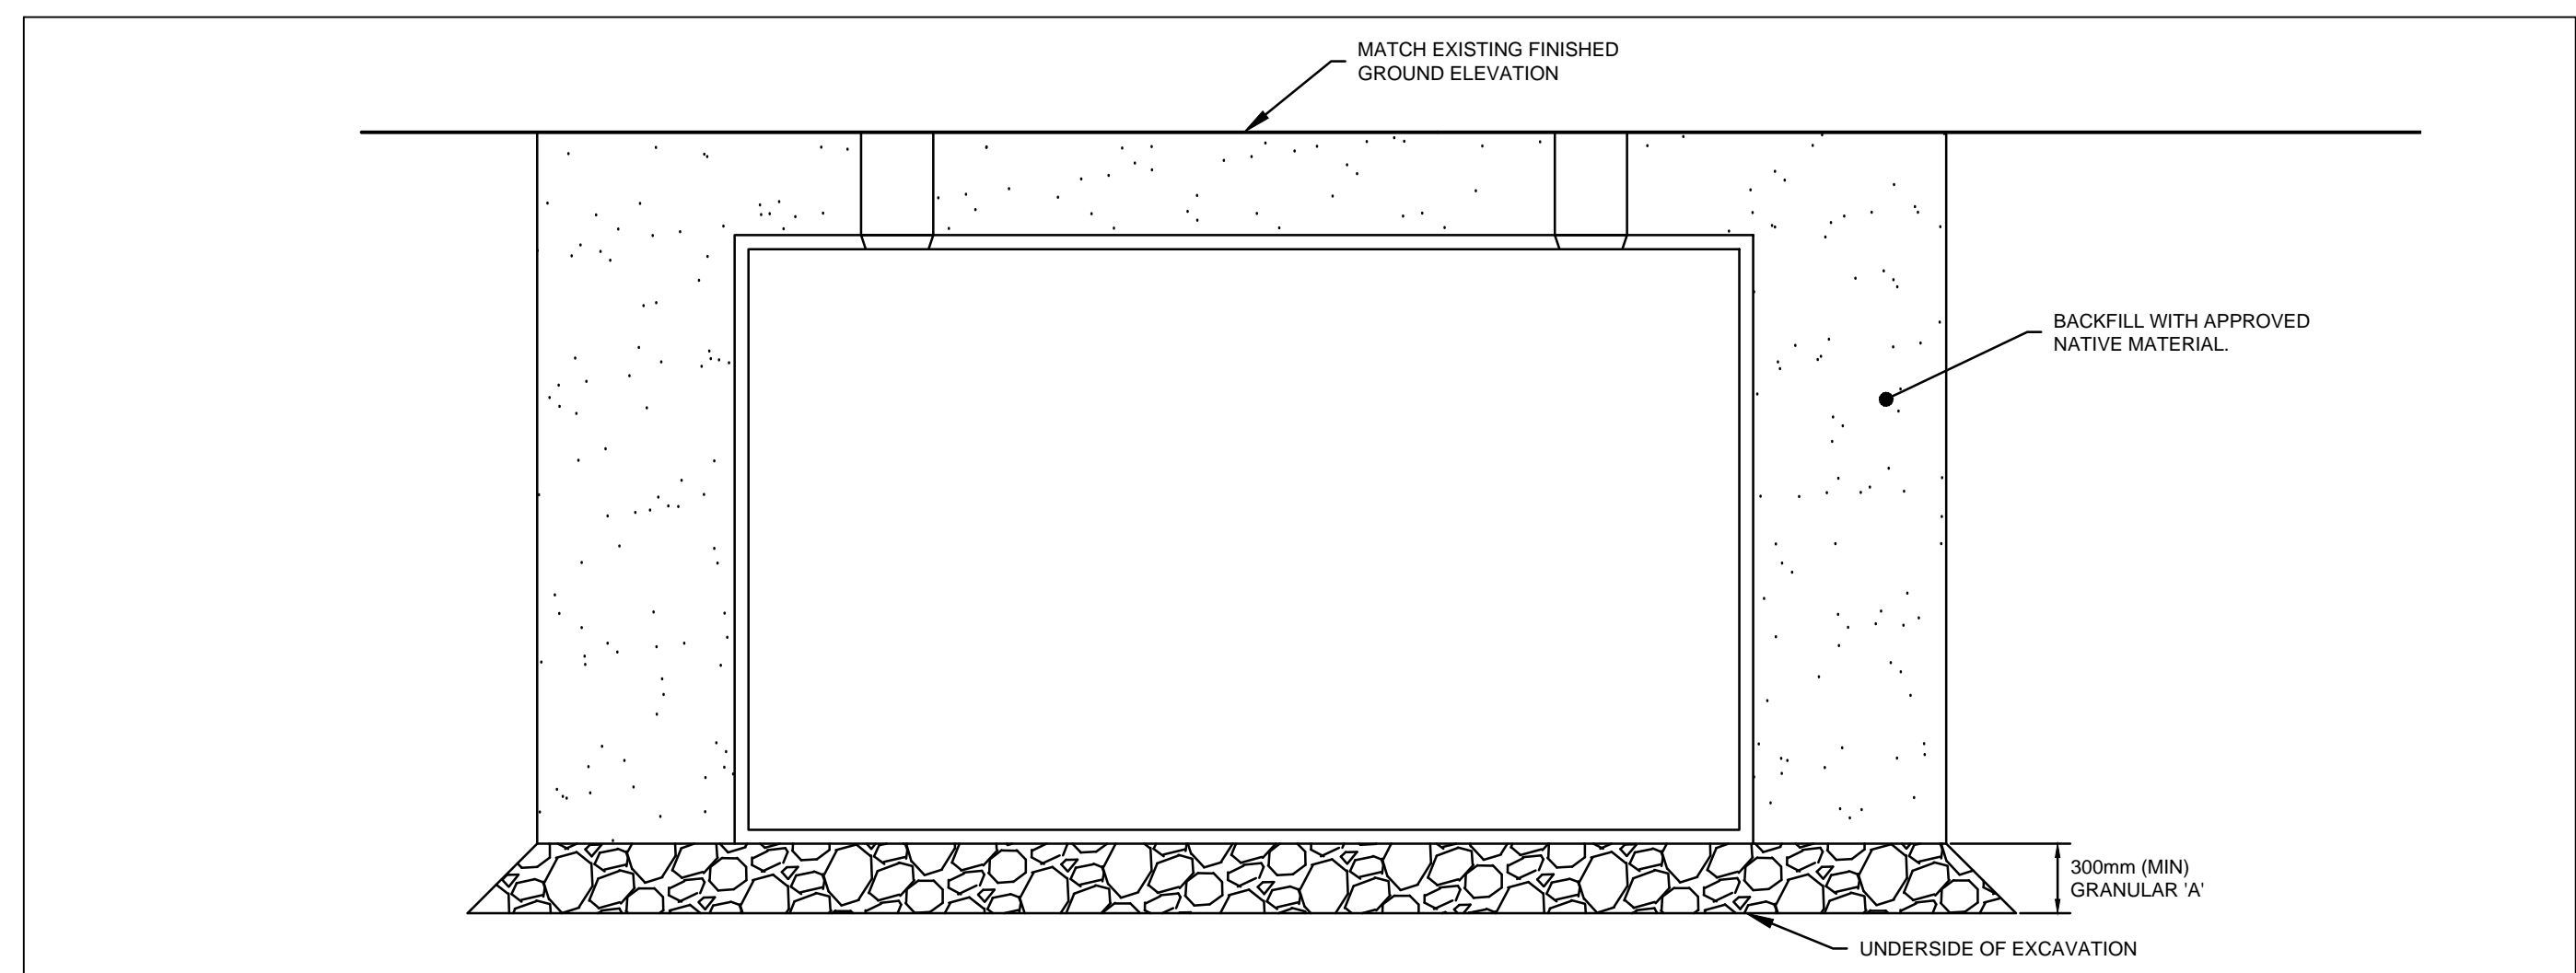 MATCH EXISTING FINISHED
GROUND ELEVATION
BACKFILL WITH APPROVED
NATIVE MATERIAL.
300mm (MIN)
GRANULAR 'A'
UNDERSIDE OF EXCAVATION